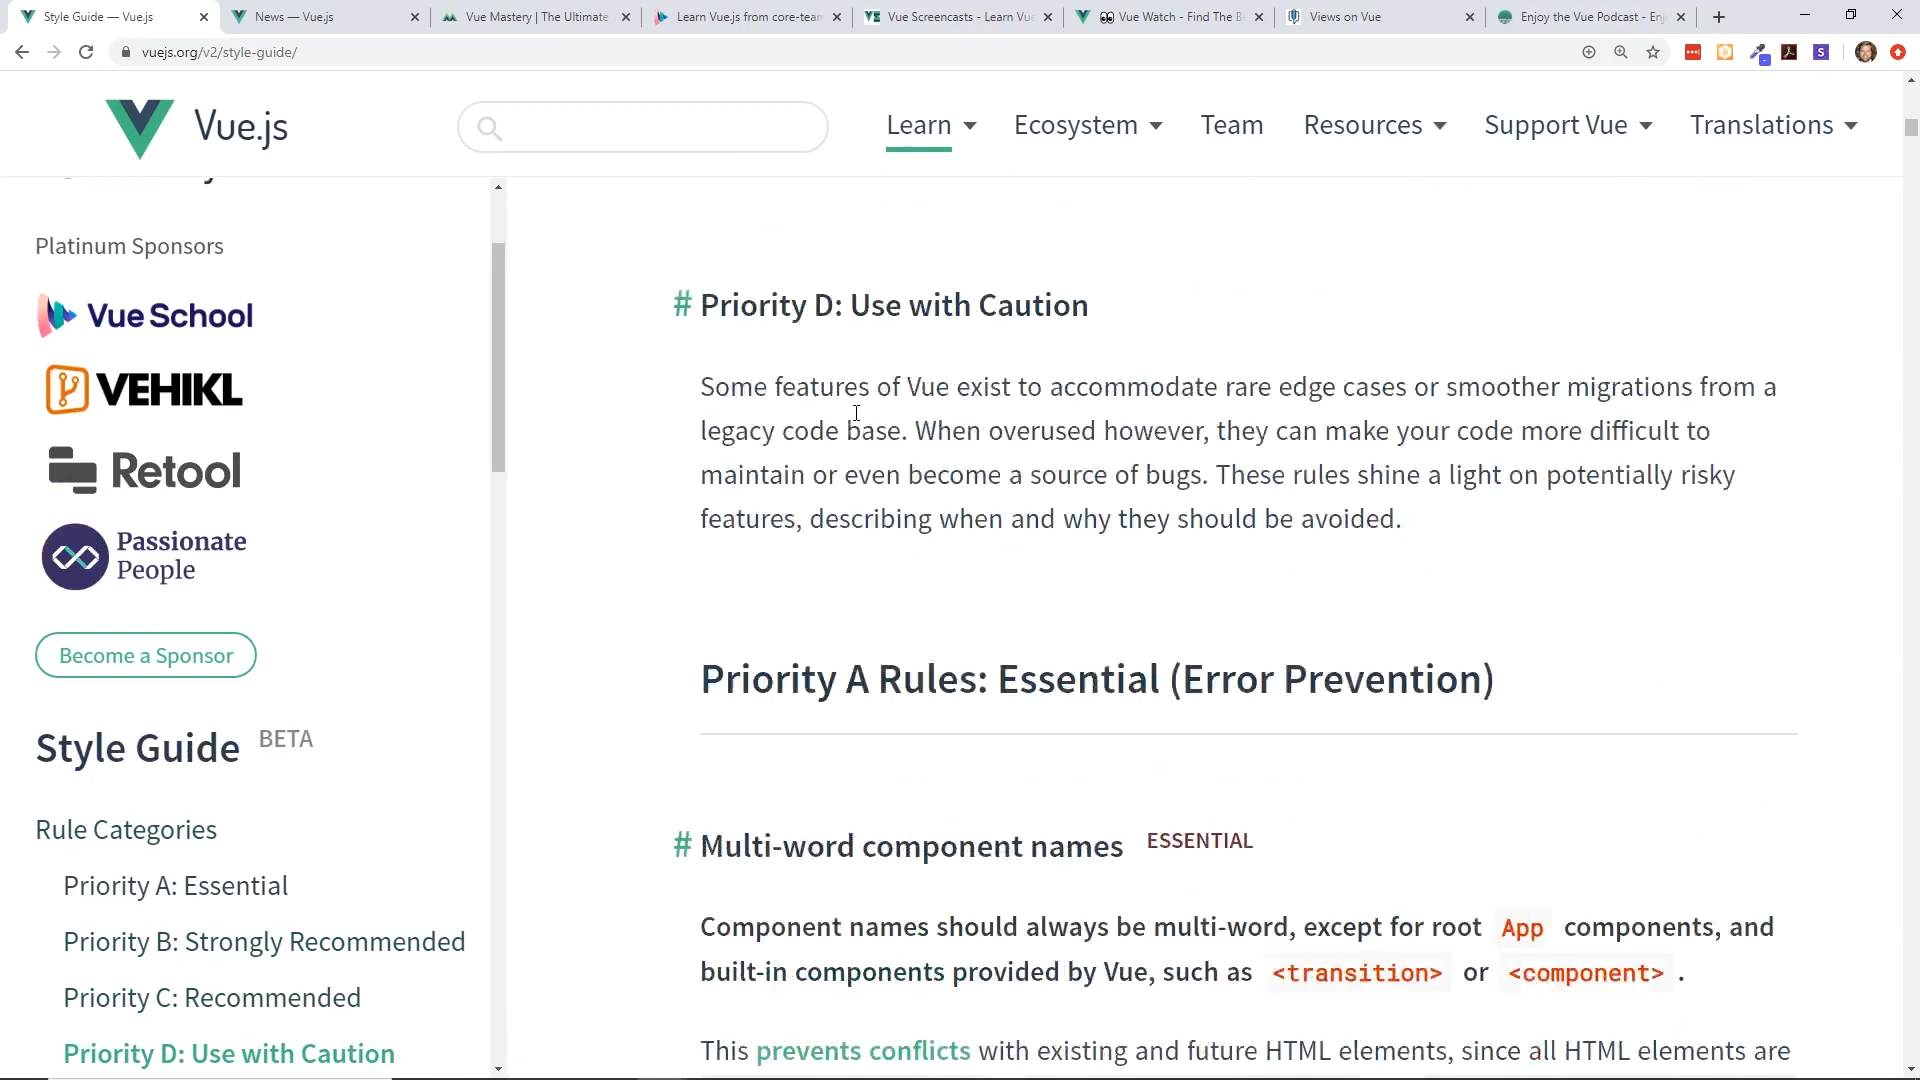 Style Guide — Vue.js
News — Vue.js
Vue Mastery | The Ultimate
Learn Vue.js from core-tean
Vue Screencasts - Learn Vue
Vue Watch - Find The Be
Views on Vue
Enjoy the Vue Podcast - Enj
vuejs.org/v2/style-guide/
Vue.js
Learn
Ecosystem
Team
Resources
Support Vue
Translations
Platinum Sponsors
Vue School
VEHIKL
Retool
Passionate
People
Become a Sponsor
Style Guide BETA
Rule Categories
Priority A: Essential
Priority B: Strongly Recommended
Priority C: Recommended
Priority D: Use with Caution
# Priority D: Use with Caution
Some features of Vue exist to accommodate rare edge cases or smoother migrations from a
legacy code base. When overused however, they can make your code more difficult to
maintain or even become a source of bugs. These rules shine a light on potentially risky
features, describing when and why they should be avoided.
Priority A Rules: Essential (Error Prevention)
# Multi-word component names ESSENTIAL
Component names should always be multi-word, except for root App components, and
built-in components provided by Vue, such as <transition> or <component> .
This prevents conflicts with existing and future HTML elements, since all HTML elements are